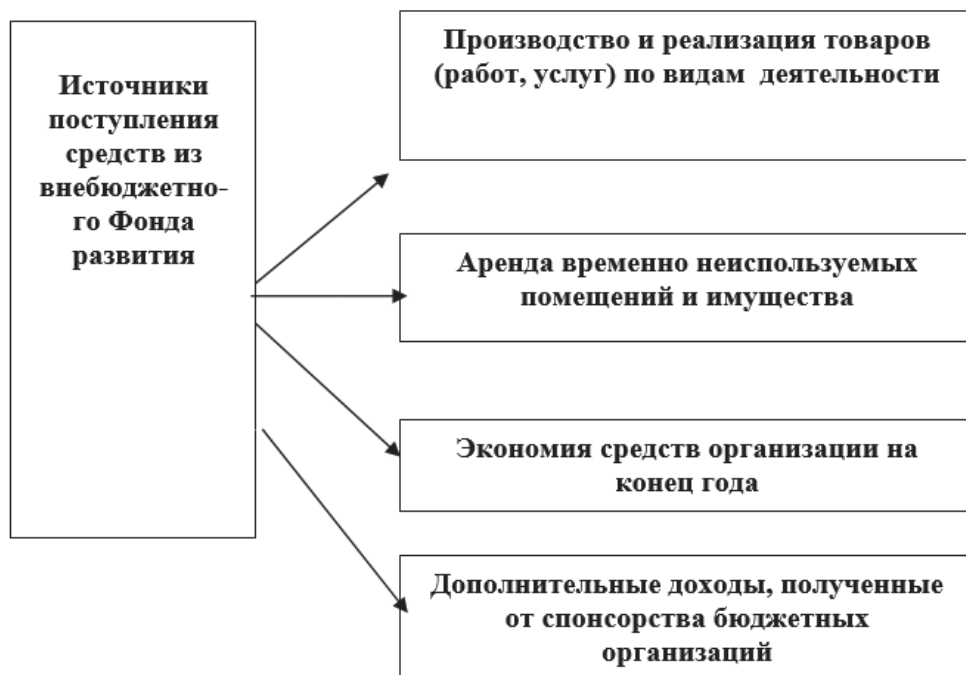 Источники
поступления
средств из
внебюджетно-
го Фонда
развития
Производство и реализация товаров
(работ, услуг) по видам деятельности
Аренда временно неиспользуемых
помещений и имущества
Экономия средств организации на
конец года
Дополнительные доходы, полученные
от спонсорства бюджетных
организаций